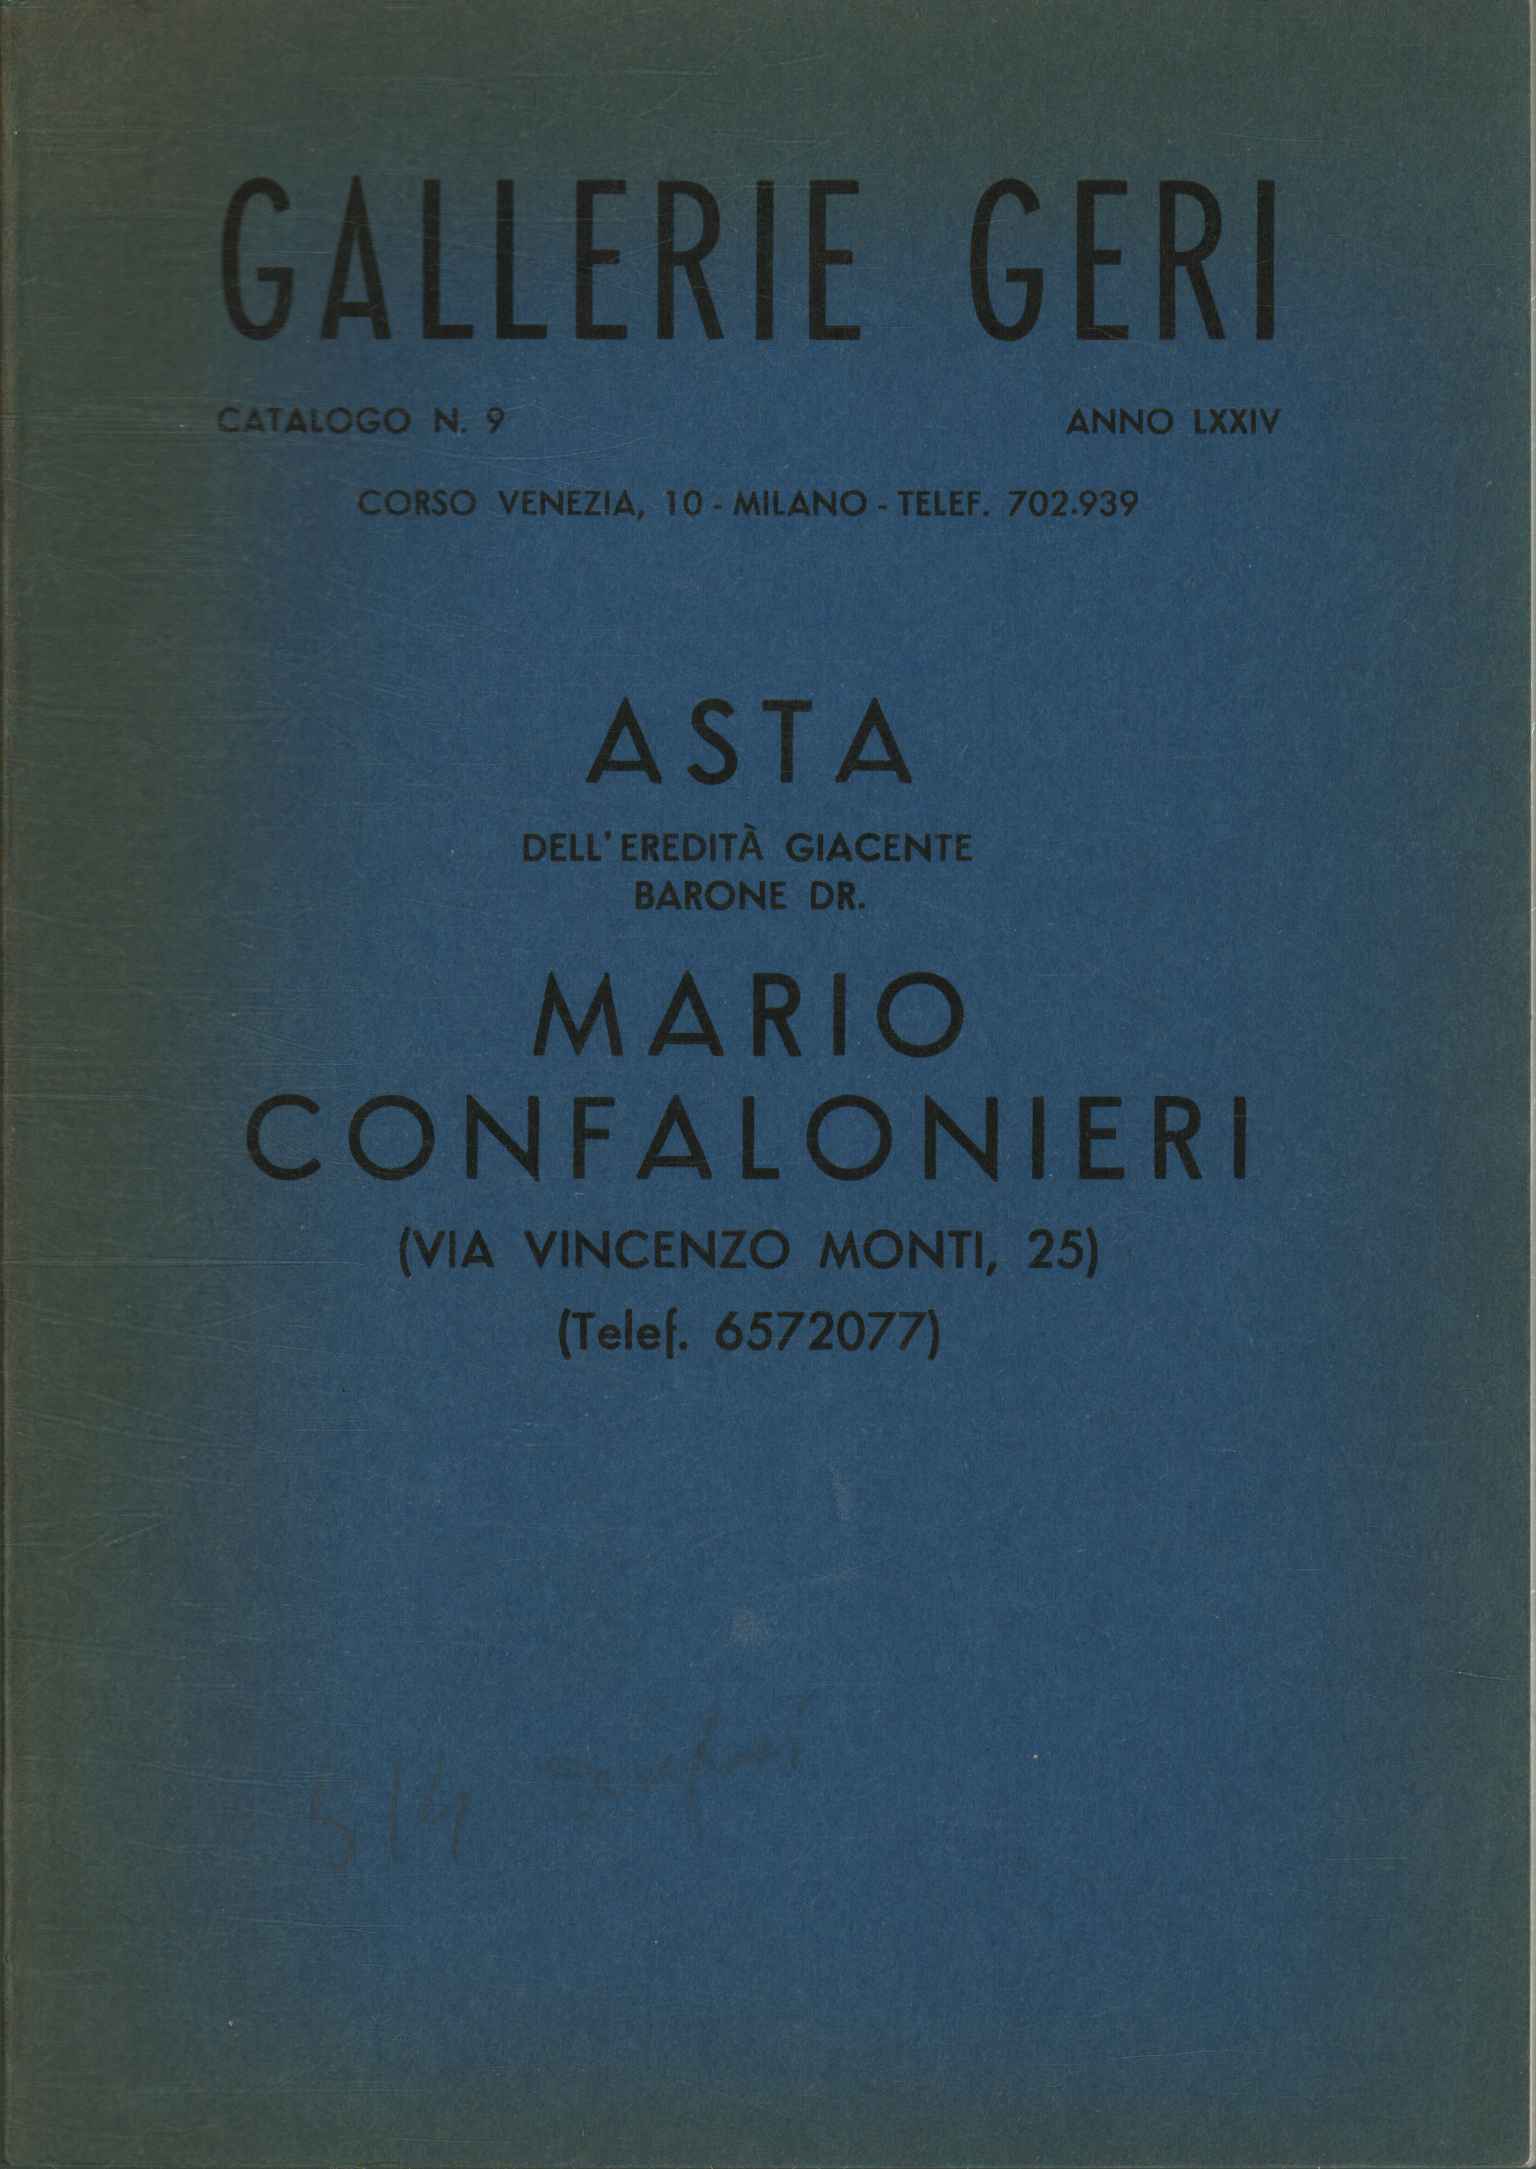 GALLERIE GERI
CATALOGO N. 9 ANNO LXXIV
CORSO VENEZIA, 10 - MILANO - TELEF. 702.939
ASTA
DELL'EREDITÀ GIACENTE
BARONE DR.
MARIO
CONFALONIERI
(VIA VINCENZO MONTI, 25)
(Telef. 6572077)